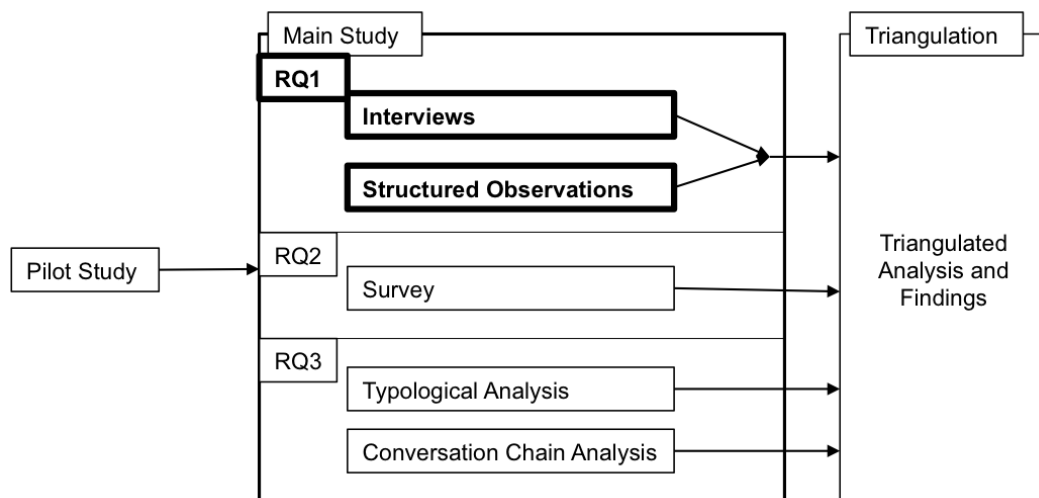 Main Study
Triangulation
RQ1
Interviews
Structured Observations
Pilot Study
RQ2
Survey
Triangulated
Analysis and
Findings
RQ3
Typological Analysis
Conversation Chain Analysis